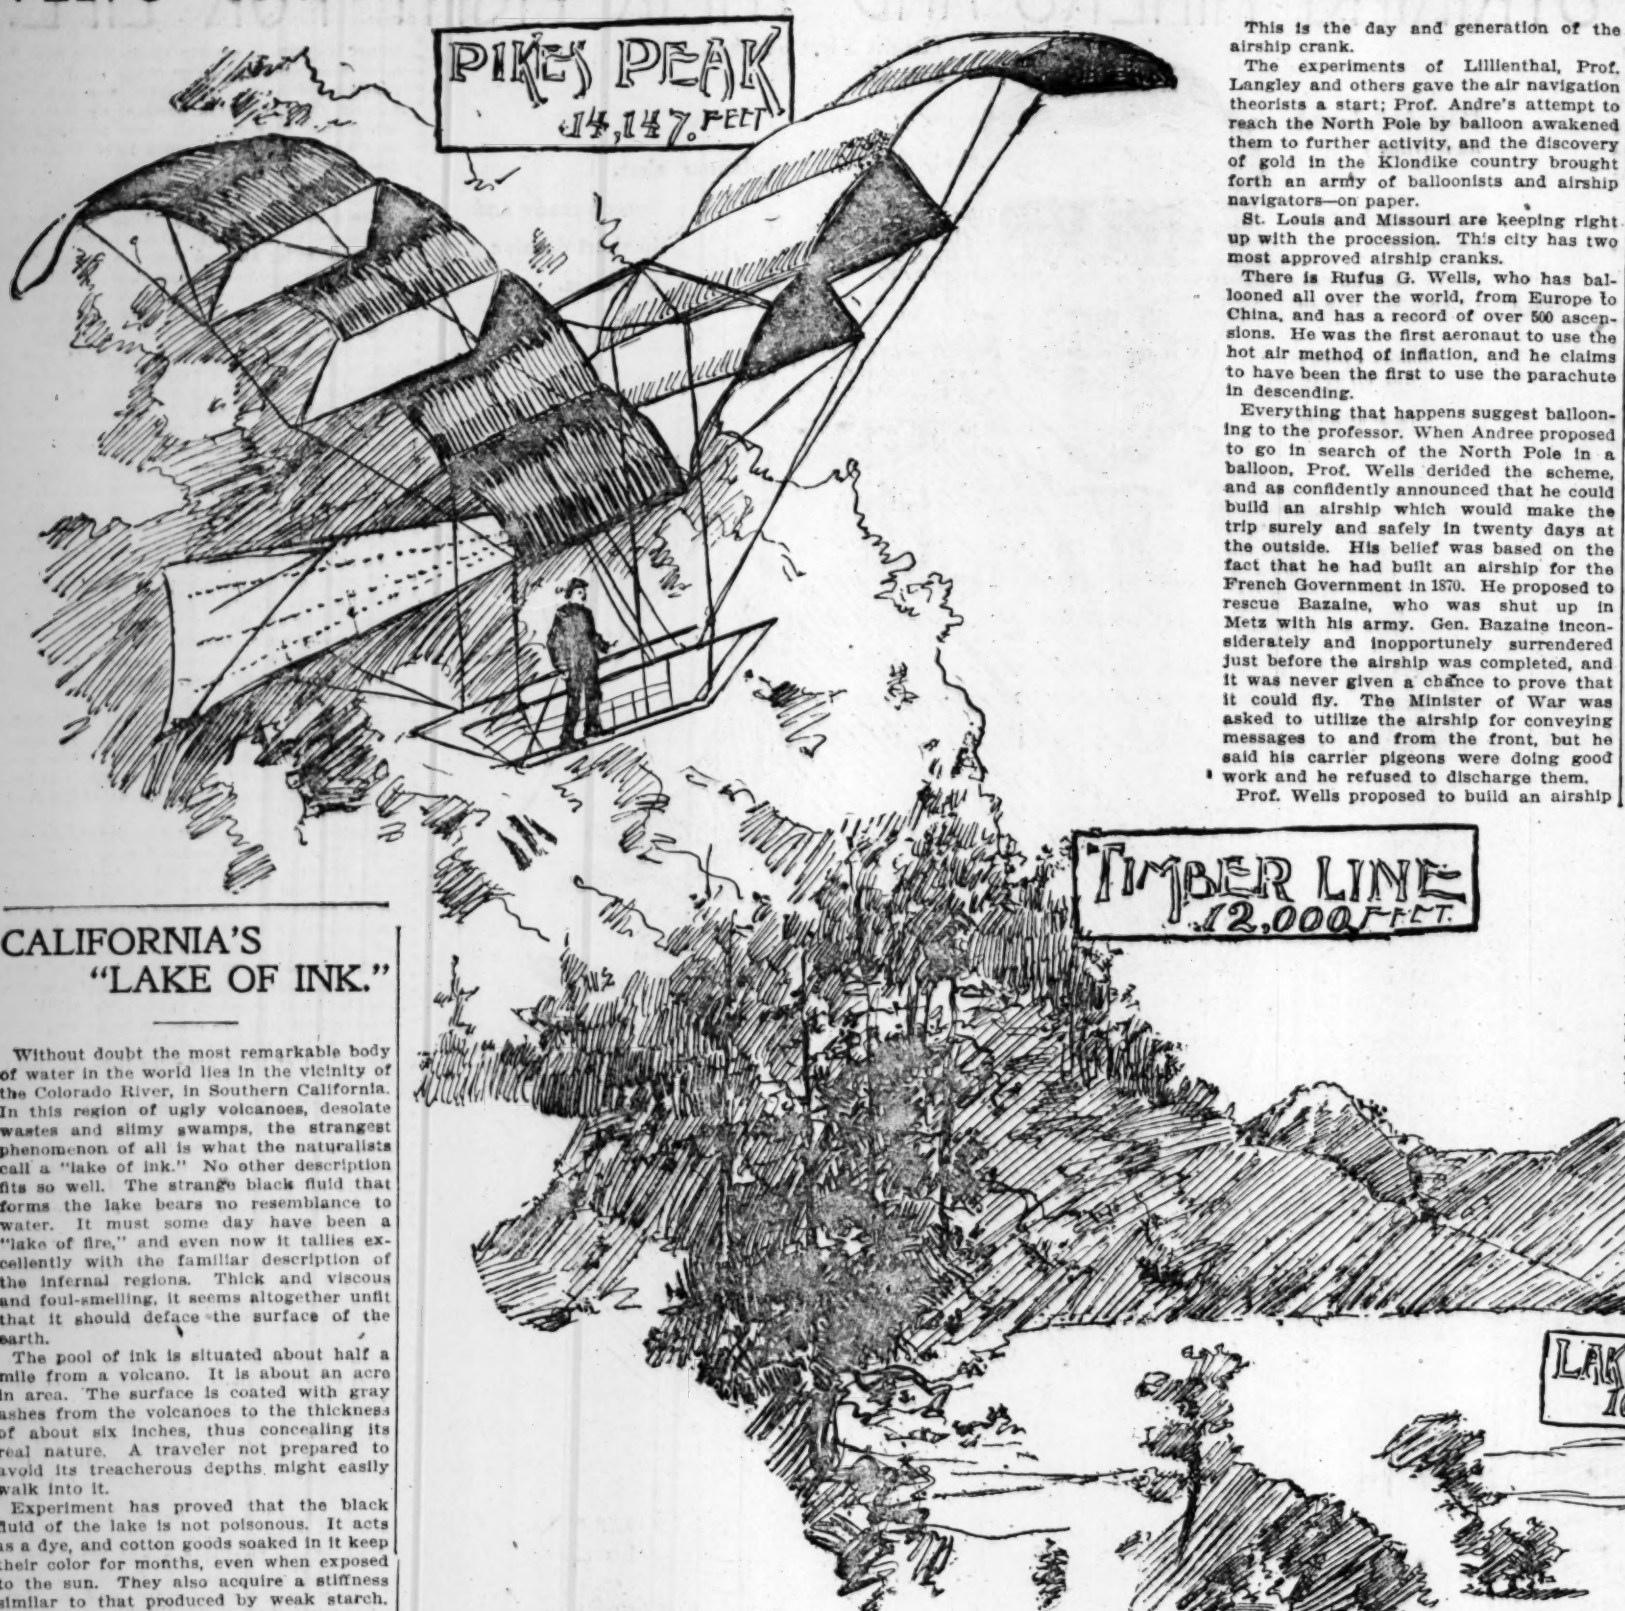 PIKES PEAK
14,147. FEET
This is the day and generation of the
airship crank.
The experiments of Lillienthal, Prof.
Langley and others gave the air navigation
theorists a start; Prof. Andre's attempt to
reach the North Pole by balloon awakened
them to further activity, and the discovery
of gold in the Klondike country brought
forth an army of balloonists and airship
navigators—on paper.
St. Louis and Missouri are keeping right
up with the procession. This city has two
most approved airship cranks.
There is Rufus G. Wells, who has bal-
looned all over the world, from Europe to
China, and has a record of over 500 ascen-
sions. He was the first aeronaut to use the
hot air method of inflation, and he claims
to have been the first to use the parachute
in descending.
Everything that happens suggest balloon-
ing to the professor. When Andree proposed
to go in search of the North Pole in a
balloon, Prof. Wells derided the scheme,
and as confidently announced that he could
build an airship which would make the
trip surely and safely in twenty days at
the outside. His belief was based on the
fact that he had built an airship for the
French Government in 1870. He proposed to
rescue Bazaine, who was shut up in
Metz with his army. Gen. Bazaine incon-
siderately and inopportunely surrendered
just before the airship was completed, and
it was never given a chance to prove that
it could fly. The Minister of War was
asked to utilize the airship for conveying
messages to and from the front, but he
said his carrier pigeons were doing good
work and he refused to discharge them.
Prof. Wells proposed to build an airship
TIMBER LINE
12,000 FEET.
LAK
CALIFORNIA'S
"LAKE OF INK."
Without doubt the most remarkable body
of water in the world lies in the vicinity of
the Colorado River, in Southern California.
In this region of ugly volcanoes, desolate
wastes and slimy swamps, the strangest
phenomenon of all is what the naturalists
call a "lake of ink." No other description
fits so well. The strange black fluid that
forms the lake bears no resemblance to
water. It must some day have been a
"lake of fire," and even now it tallies ex-
cellently with the familiar description of
the infernal regions. Thick and viscous
and foul-smelling, it seems altogether unfit
that it should deface the surface of the
earth.
The pool of ink is situated about half a
mile from a volcano. It is about an acre
in area. The surface is coated with gray
ashes from the volcanoes to the thickness
of about six inches, thus concealing its
real nature. A traveler not prepared to
avoid its treacherous depths might easily
walk into it.
Experiment has proved that the black
fluid of the lake is not poisonous. It acts
as a dye, and cotton goods soaked in it keep
their color for months, even when exposed
to the sun. They also acquire a stiffness
similar to that produced by weak starch.